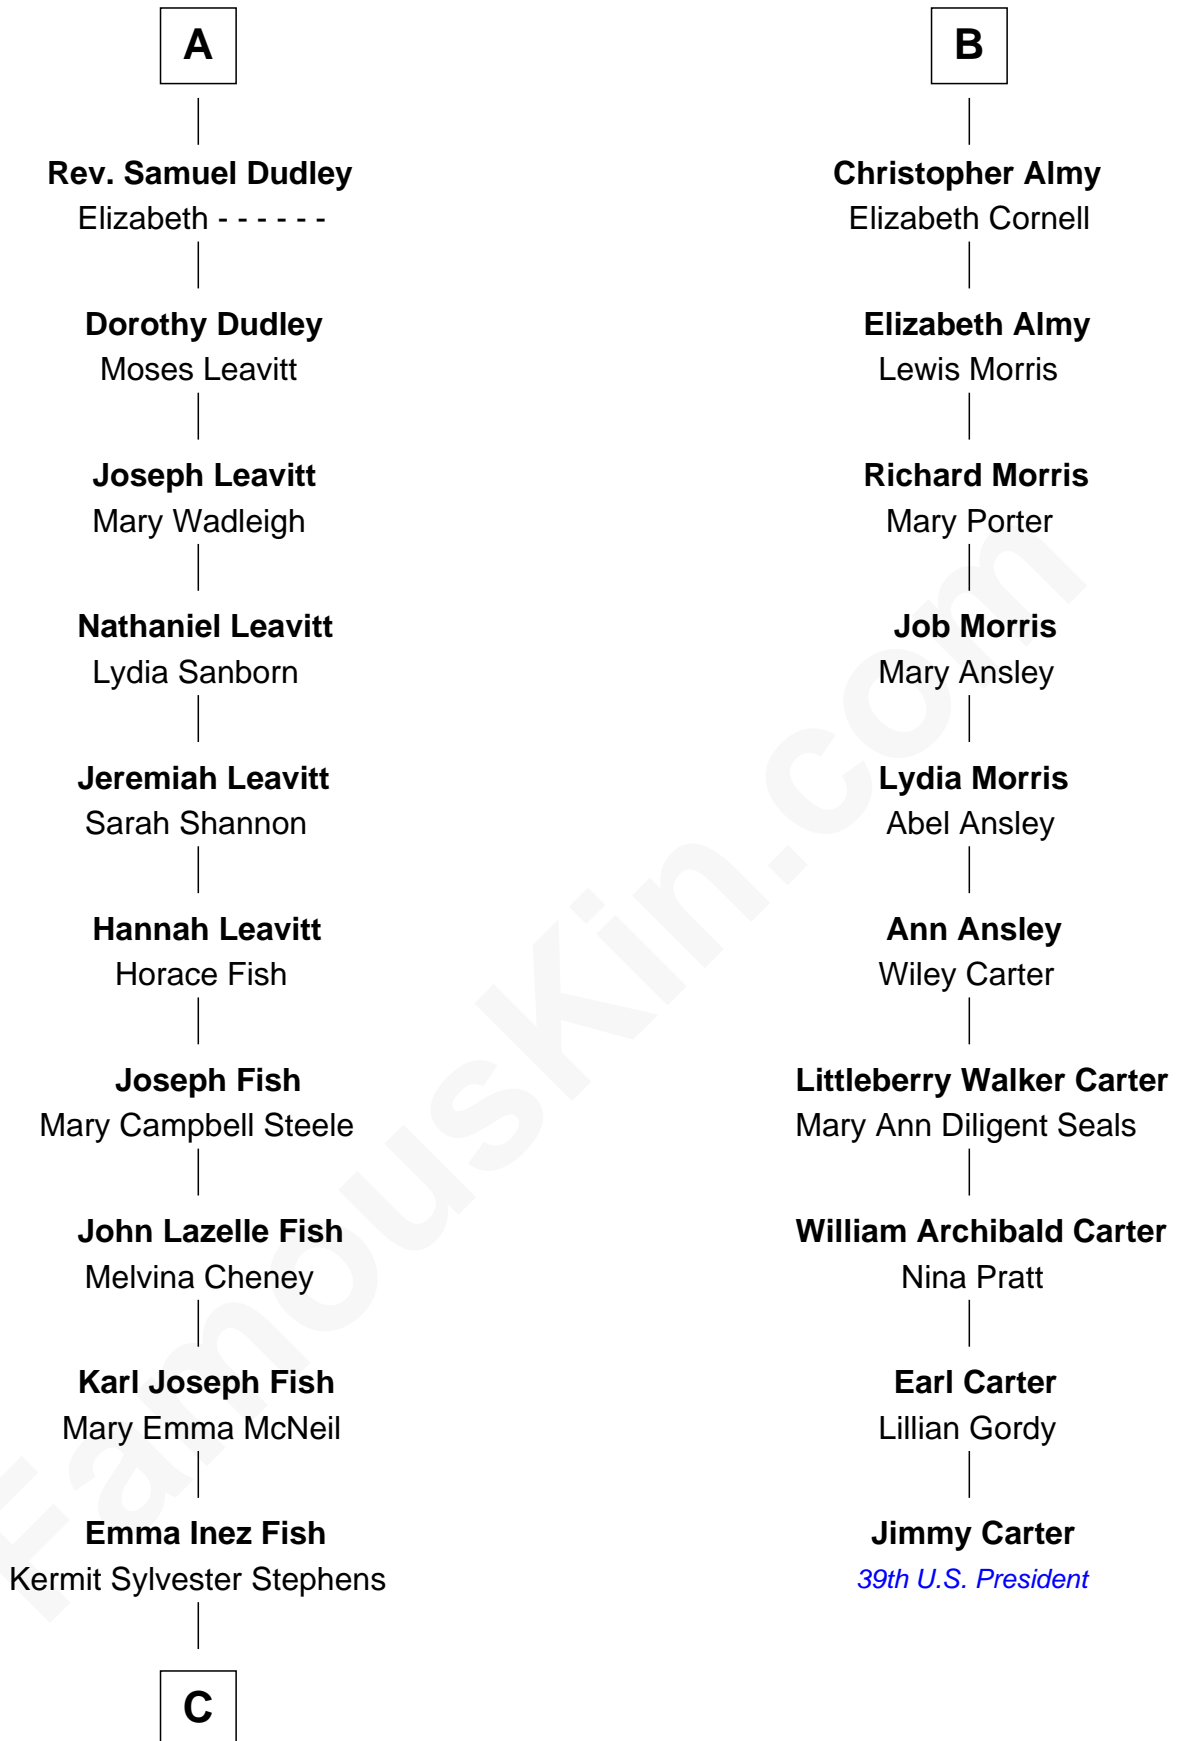 A
Rev. Samuel Dudley
Elizabeth - - - - - -
Dorothy Dudley
Moses Leavitt
Joseph Leavitt
Mary Wadleigh
Nathaniel Leavitt
Lydia Sanborn
Jeremiah Leavitt
Sarah Shannon
Hannah Leavitt
Horace Fish
Joseph Fish
Mary Campbell Steele
John Lazelle Fish
Melvina Cheney
Karl Joseph Fish
Mary Emma McNeil
Emma Inez Fish
Kermit Sylvester Stephens
C
B
Christopher Almy
Elizabeth Cornell
Elizabeth Almy
Lewis Morris
Richard Morris
Mary Porter
Job Morris
Mary Ansley
Lydia Morris
Abel Ansley
Ann Ansley
Wiley Carter
Littleberry Walker Carter
Mary Ann Diligent Seals
William Archibald Carter
Nina Pratt
Earl Carter
Lillian Gordy
Jimmy Carter
39th U.S. President
FamousKin.com